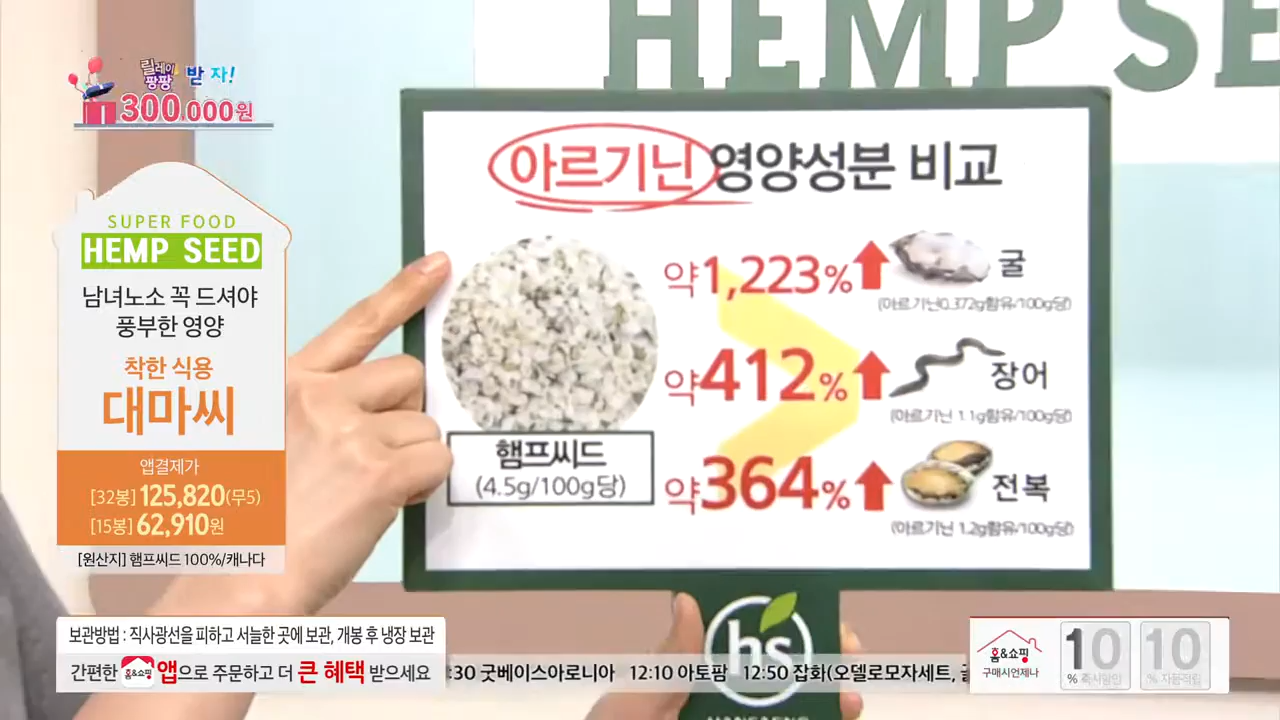 HEMP SE
릴레이
팡팡 받자!
300,000원
SUPER FOOD
HEMP SEED
남녀노소 꼭 드셔야
풍부한 영양
착한 식용
대마씨
앱결제가
[32봉] 125,820(무5)
[15봉] 62,910원
[원산지] 햄프씨드 100%/캐나다
아르기닌 영양성분 비교
햄프씨드
(4.5g/100g당)
약1,223% 굴
(아르기닌0.372g함유/100g당)
약412% 장어
(아르기닌 1.1g함유/100g당)
약364% 전복
(아르기닌 1.2g함유/100g당)
hs
보관방법 : 직사광선을 피하고 서늘한 곳에 보관, 개봉 후 냉장 보관
간편한 홈&쇼핑 앱으로 주문하고 더 큰 혜택 받으세요
:30 굿베이스아로니아 12:10 아토팜 12:50 잡화(오델로모자세트,
홈&쇼핑
구매시언제나
10
% 즉시할인
10
% 자동적립